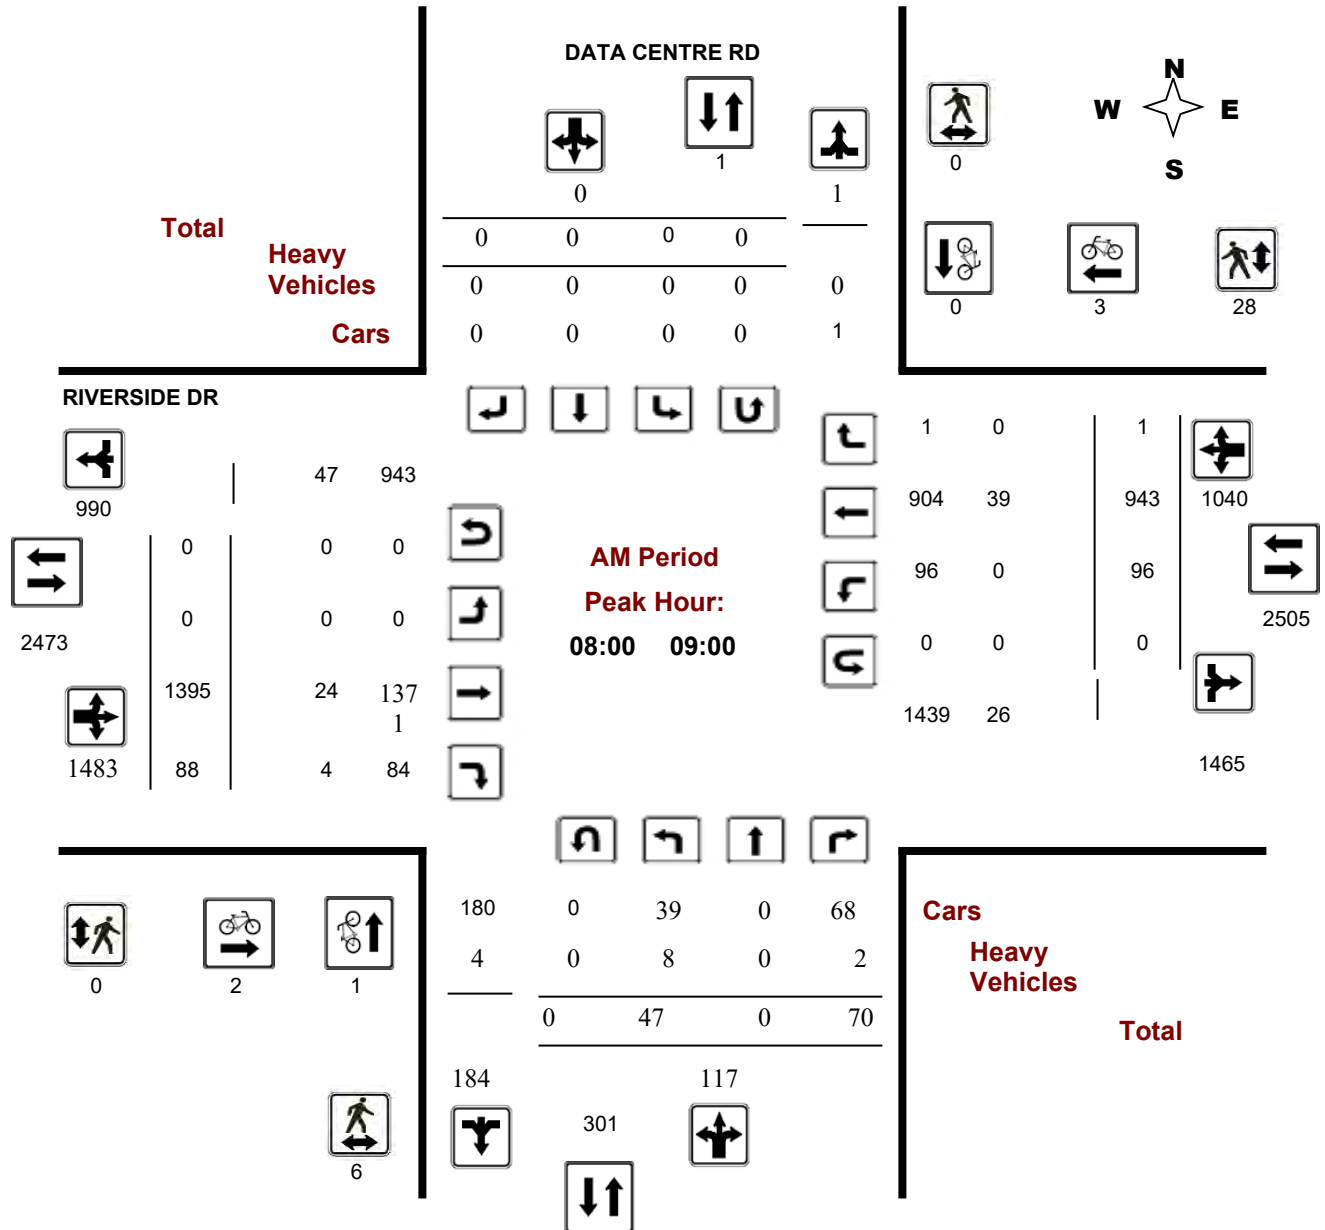 DATA CENTRE RD
N
W E
S
1
0
0 1
Total 0 0 0 0
Heavy
Vehicles 0 0 0 0 0
0 3 28
Cars 0 0 0 0 1
RIVERSIDE DR
1 0 1
47 943
990
904 39 943 1040
0 0 0
AM Period
96 0 96
Peak Hour:
0 0 0
2473
08:00 09:00
0 0 0
2505
1395 24 137
1
1439 26
1483 88 4 84
1465
180 0 39 0 68
Cars
4 0 8 0 2
Heavy
Vehicles
0 2 1
0 47 0 70
Total
184 117
301
6